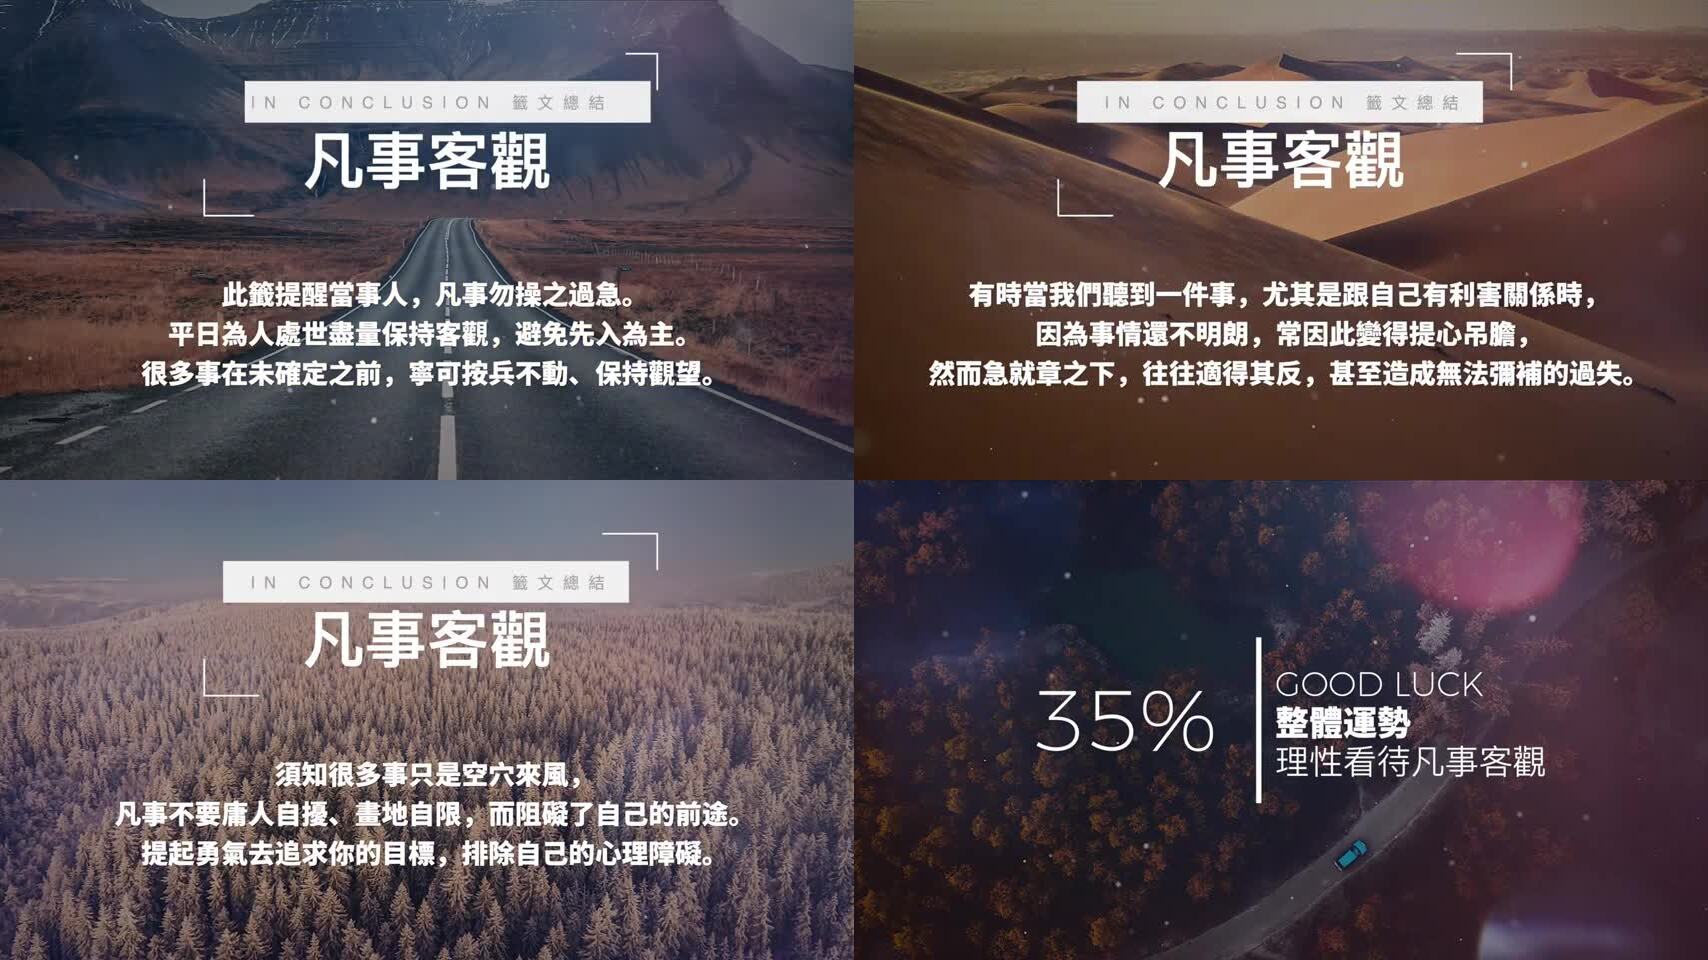 IN CONCLUSION 籤文總結
凡事客觀
此籤提醒當事人，凡事勿操之過急。
平日為人處世盡量保持客觀，避免先入為主。
很多事在未確定之前，寧可按兵不動、保持觀望。
IN CONCLUSION 籤文總結
凡事客觀
有時當我們聽到一件事，尤其是跟自己有利害關係時，
因為事情還不明朗，常因此變得提心吊膽，
然而急就章之下，往往適得其反，甚至造成無法彌補的過失。
IN CONCLUSION 籤文總結
凡事客觀
須知很多事只是空穴來風，
凡事不要庸人自擾、畫地自限，而阻礙了自己的前途。
提起勇氣去追求你的目標，排除自己的心理障礙。
35%
GOOD LUCK
整體運勢
理性看待凡事客觀